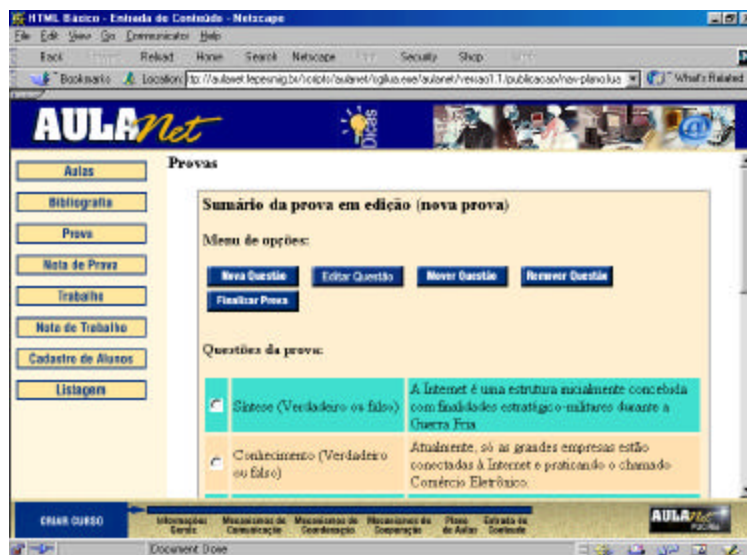 HTML Básico - Entrada de Conteúdo - Netscape
File Edit View Go Communicator Help
Back Reload Home Search Netscape Security Shop
Bookmarks Location: What's Related
AULANet
Dicas
Aulas
Bibliografia
Prova
Nota de Prova
Trabalho
Nota de Trabalho
Cadastro de Alunos
Listagem
Provas
Sumário da prova em edição (nova prova)
Menu de opções:
Nova Questão Editar Questão Mover Questão Remover Questão
Finalizar Prova
Questões da prova:
Síntese (Verdadeiro ou falso)
A Internet é uma estrutura inicialmente concebida
com finalidades estratégico-militares durante a
Guerra Fria
Conhecimento (Verdadeiro
ou falso)
Atualmente, só as grandes empresas estão
conectadas à Internet e praticando o chamado
Comércio Eletrônico.
CRIAR CURSO
Informações Gerais
Mecanismos de Comunicação
Mecanismos de Coordenação
Mecanismos de Cooperação
Plano de Aulas
Entrada de Conteúdo
AULANet
Document Done